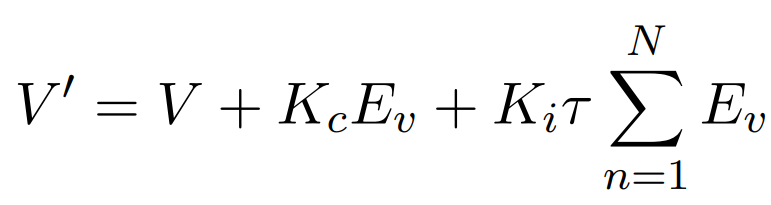 V′ = V + K_c E_v + K_i τ ∑_{n=1}^{N} E_v